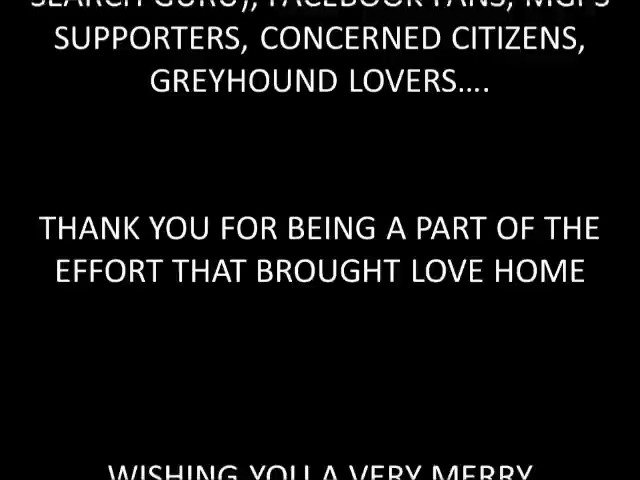 SEARCH GURU), FACEBOOK FANS, MGPS
SUPPORTERS, CONCERNED CITIZENS,
GREYHOUND LOVERS....
THANK YOU FOR BEING A PART OF THE
EFFORT THAT BROUGHT LOVE HOME
WISHING YOU A VERY MERRY